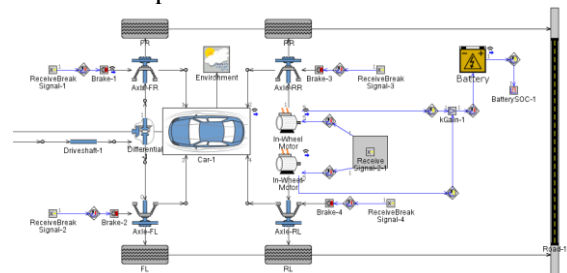 FR
RR
ReceiveBreak
Signal-1
Brake-1
Axle-FR
Environment
Axle-RR
Brake-3
ReceiveBreak
Signal-3
Battery
BatterySOC-1
kGain-1
In-Wheel
Motor
Driveshaft-1
Differential
Car-1
Receive
Signal-2-1
In-Wheel
Motor
ReceiveBreak
Signal-2
Brake-2
Axle-FL
Axle-RL
Brake-4
ReceiveBreak
Signal-4
Road-1
FL
RL